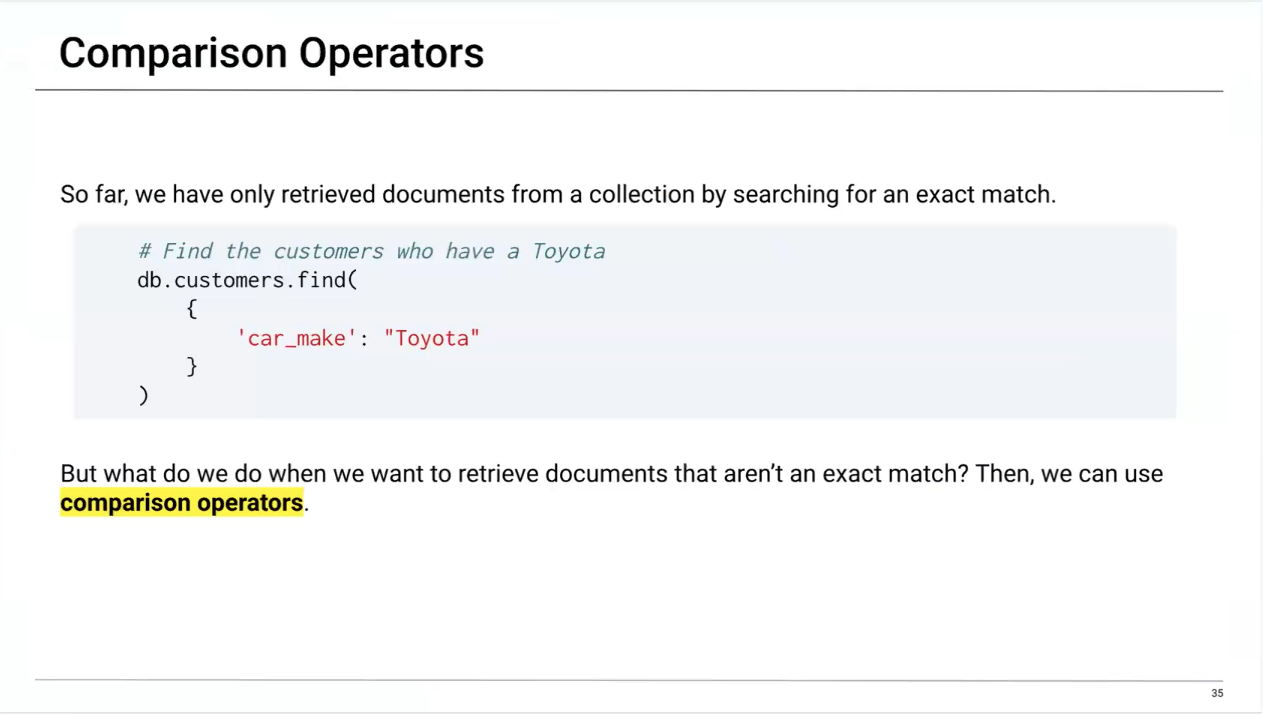 Comparison Operators
So far, we have only retrieved documents from a collection by searching for an exact match.
# Find the customers who have a Toyota
db.customers.find(
{
'car_make': "Toyota"
}
)
But what do we do when we want to retrieve documents that aren’t an exact match? Then, we can use
comparison operators.
35